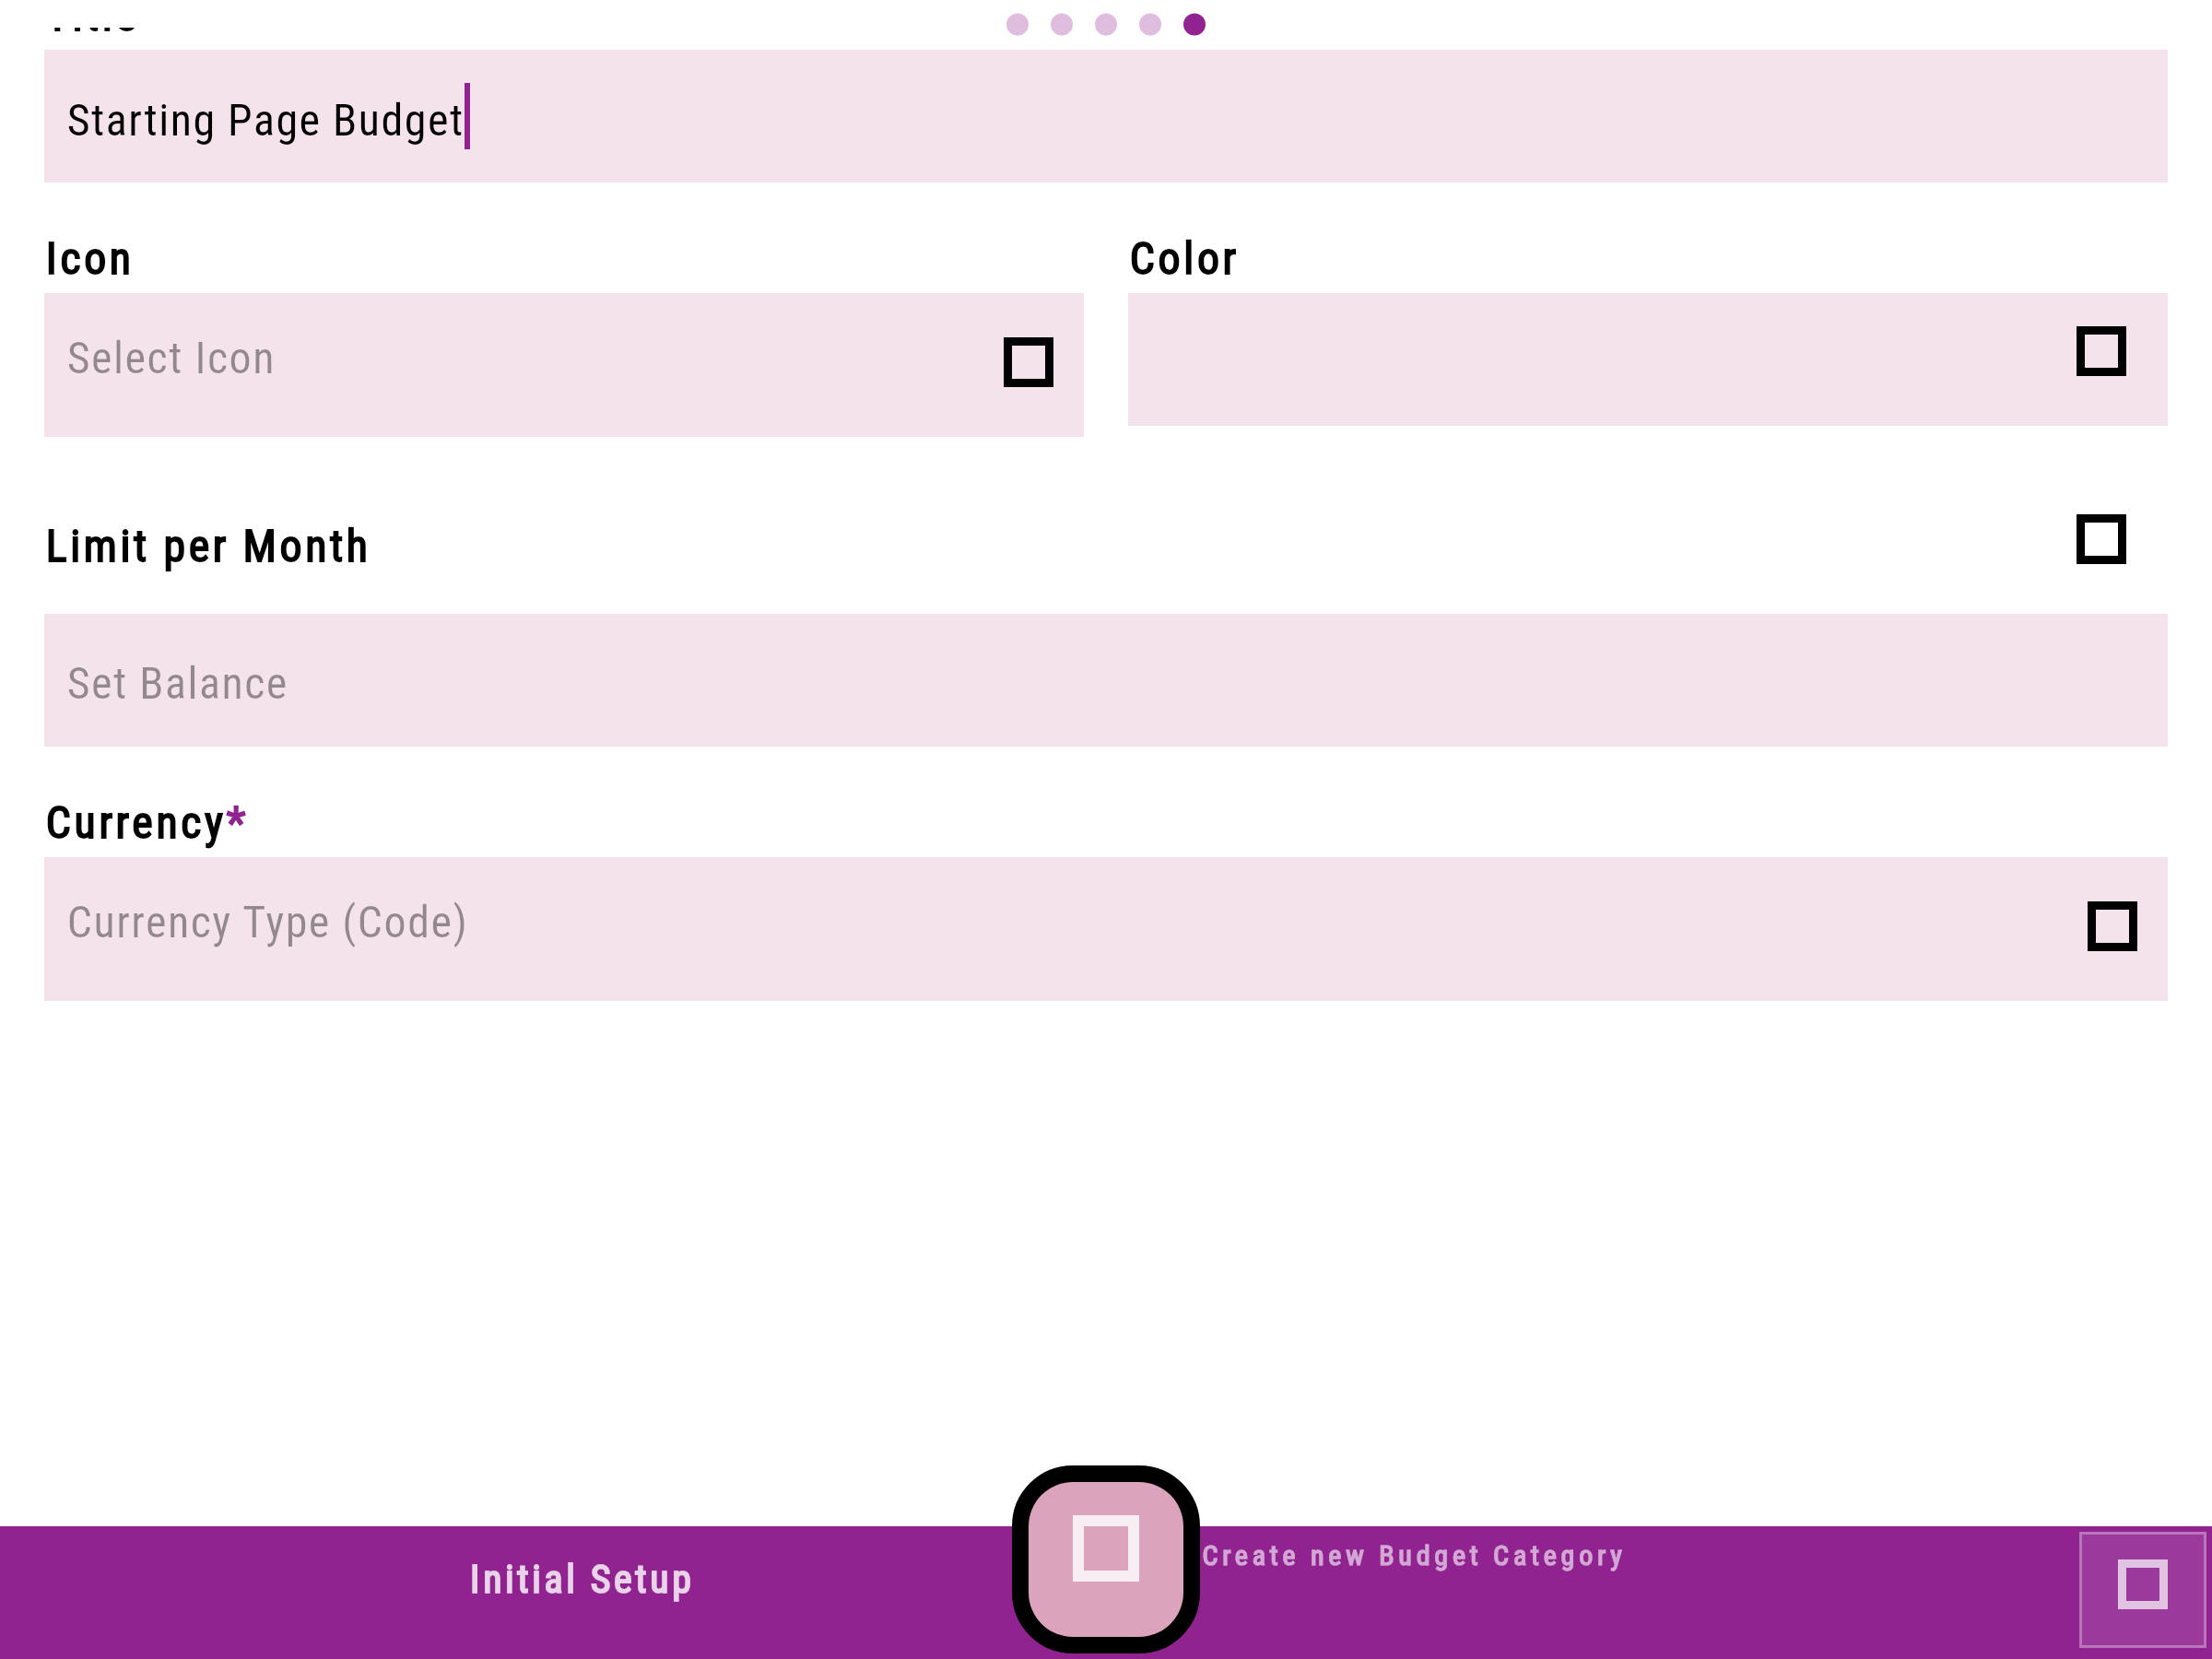 Starting Page Budget
Icon
Color
Select Icon
Limit per Month
Set Balance
Currency*
Currency Type (Code)
Initial Setup
Create new Budget Category